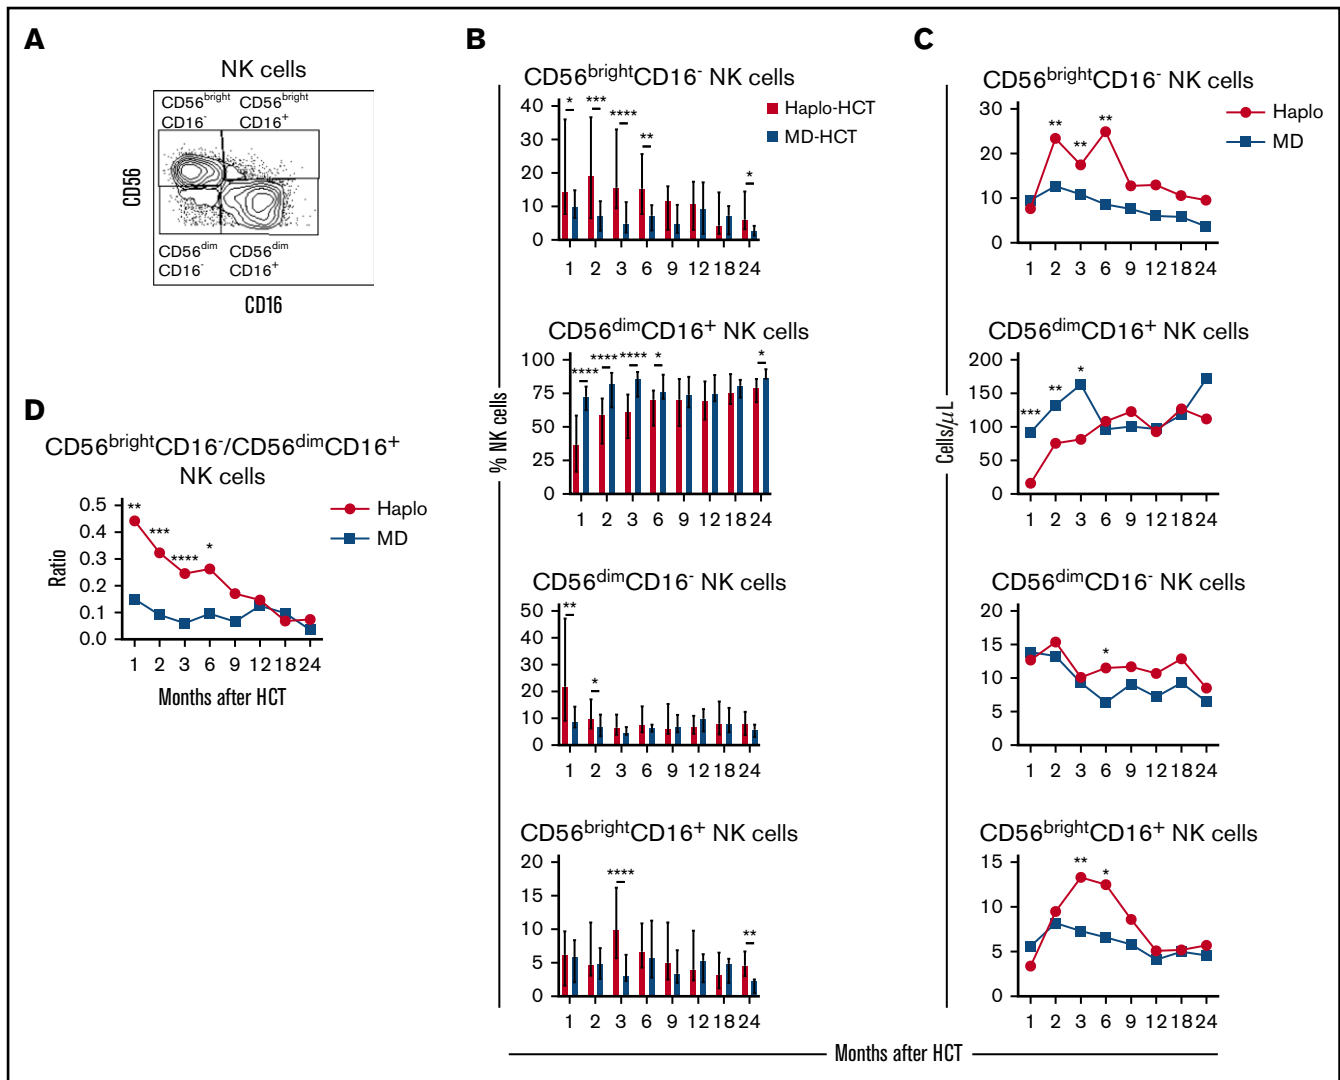 A
NK cells
CD56bright CD56bright
CD16- CD16+
CD56
CD56dim CD56dim
CD16- CD16+
CD16
B
CD56brightCD16- NK cells
Haplo-HCT
MD-HCT
40
30
20
10
0
* *** **** ** *
1 2 3 6 9 12 18 24
CD56dimCD16+ NK cells
100
75
50
25
0
**** **** **** * *
1 2 3 6 9 12 18 24
% NK cells
CD56dimCD16- NK cells
50
40
30
20
10
0
** *
1 2 3 6 9 12 18 24
CD56brightCD16+ NK cells
20
15
10
5
0
**** **
1 2 3 6 9 12 18 24
C
CD56brightCD16- NK cells
Haplo
MD
30
20
10
0
** ** **
1 2 3 6 9 12 18 24
CD56dimCD16+ NK cells
200
150
100
50
0
*** ** *
1 2 3 6 9 12 18 24
Cells/μL
CD56dimCD16- NK cells
20
15
10
5
0
*
1 2 3 6 9 12 18 24
CD56brightCD16+ NK cells
15
10
5
0
** *
1 2 3 6 9 12 18 24
Months after HCT
D
CD56brightCD16-/CD56dimCD16+
NK cells
Haplo
MD
0.5
0.4
0.3
0.2
0.1
0.0
** *** **** *
Ratio
1 2 3 6 9 12 18 24
Months after HCT